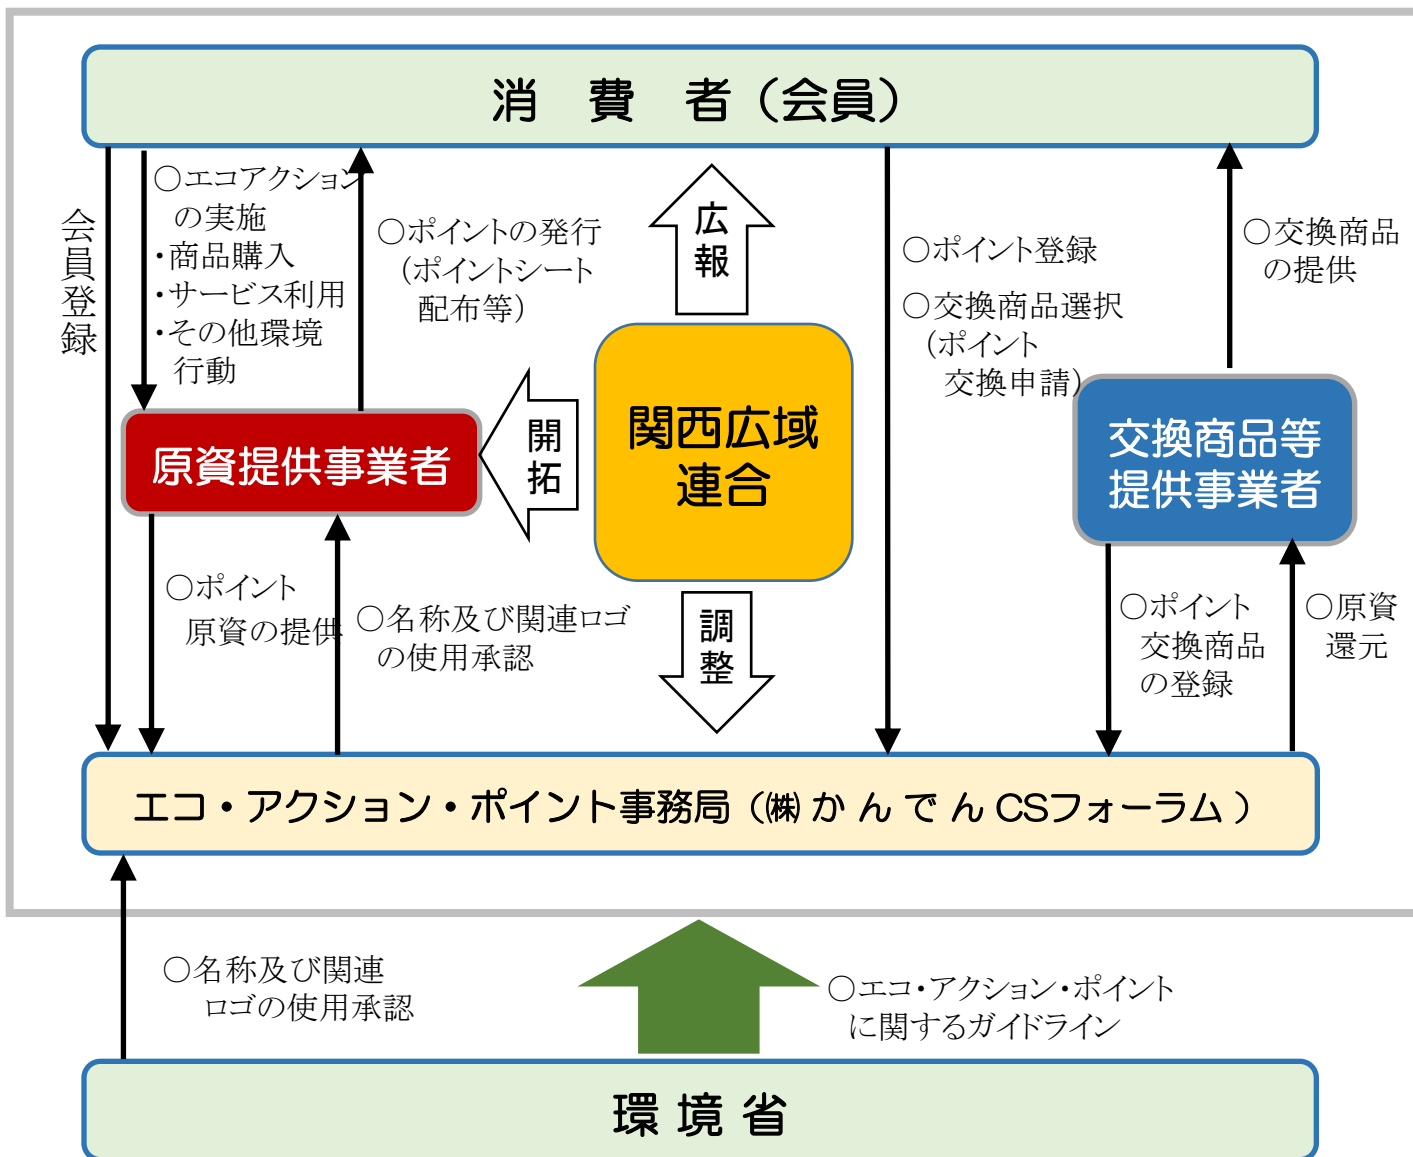 消　費　者（会員）
会員登録
○エコアクション
の実施
・商品購入
・サービス利用
・その他環境
行動
○ポイントの発行
（ポイントシート
配布等）
広報
○ポイント登録
○交換商品選択
（ポイント
交換申請）
○交換商品
の提供
原資提供事業者
開拓
関西広域
連合
交換商品等
提供事業者
○ポイント
原資の提供
○名称及び関連ロゴ
の使用承認
調整
○ポイント
交換商品
の登録
○原資
還元
エコ・アクション・ポイント事務局（㈱かんでんCSフォーラム）
○名称及び関連
ロゴの使用承認
○エコ・アクション・ポイント
に関するガイドライン
環境省